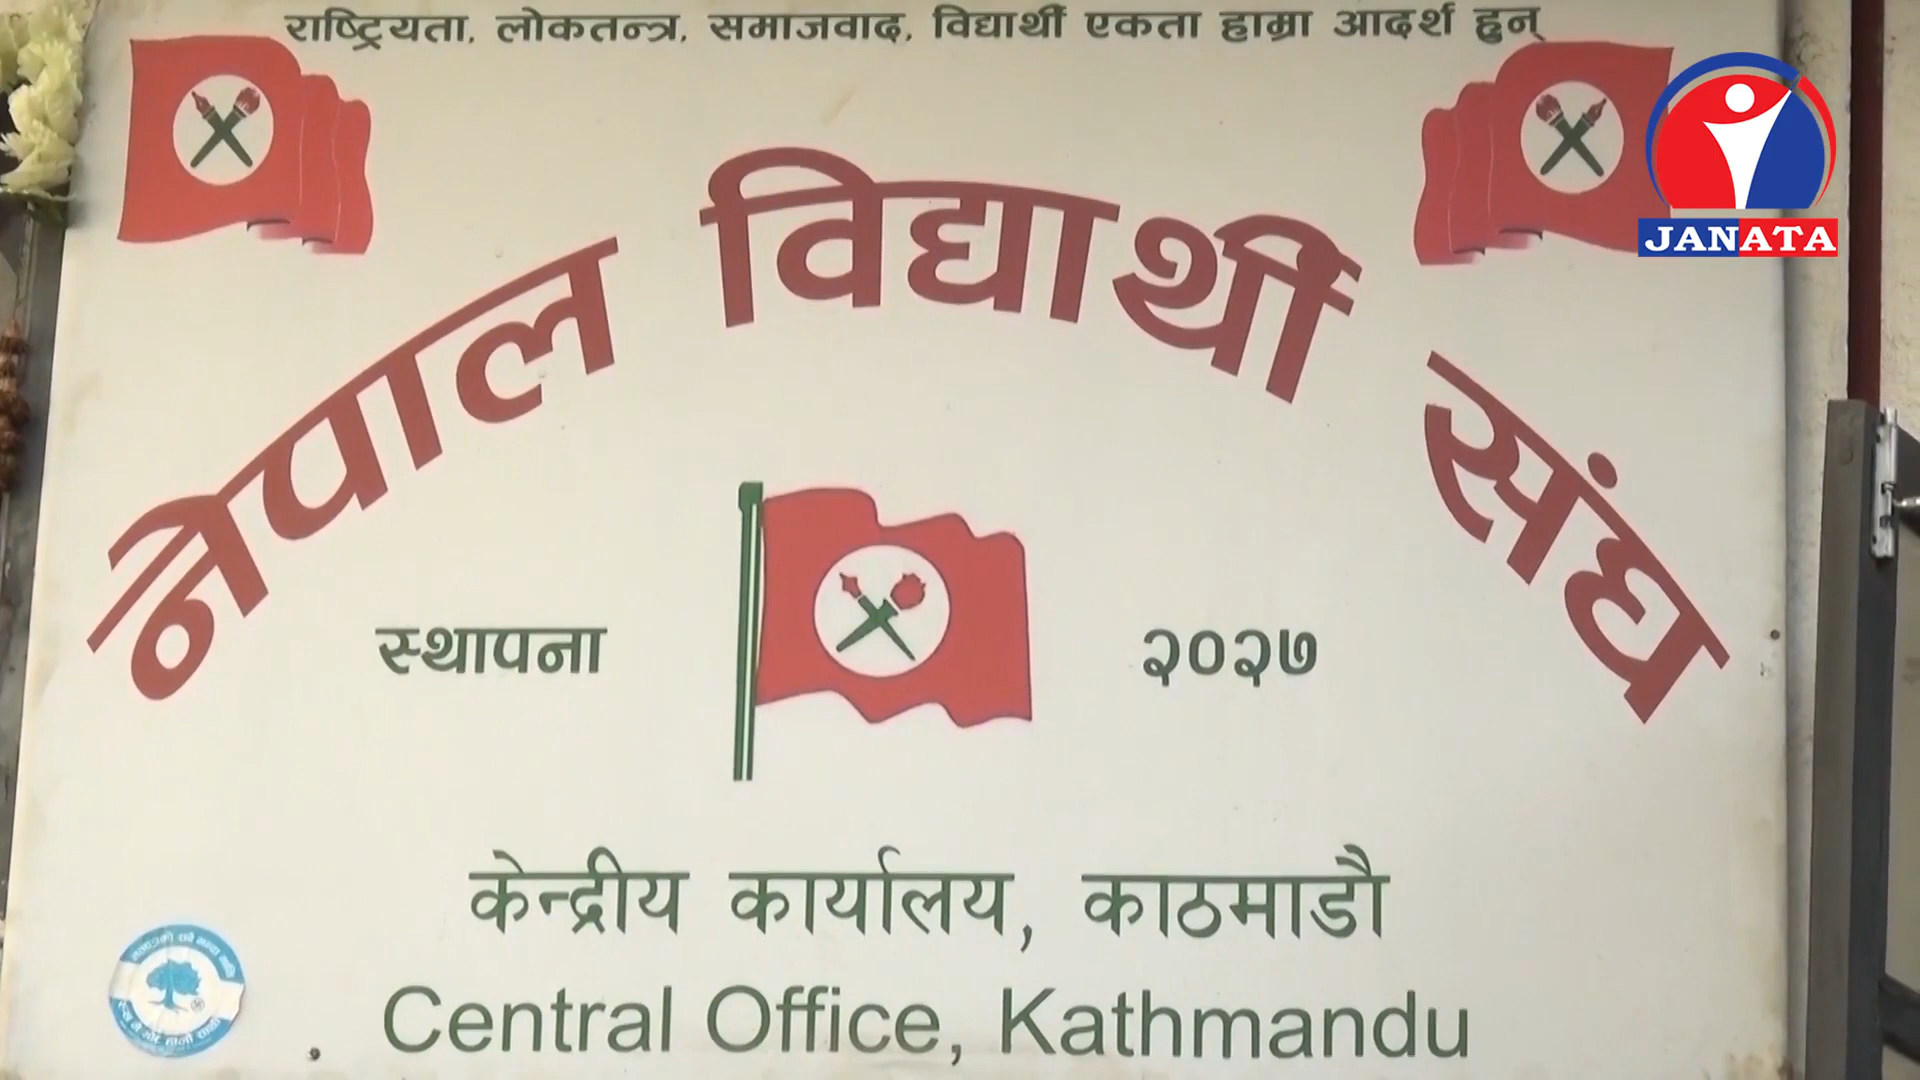 राष्ट्रियता, लोकतन्त्र, समाजवाद, विद्यार्थी एकता हाम्रा आदर्श हुन्
JANATA
नेपाल विद्यार्थी संघ
स्थापना २०२७
केन्द्रीय कार्यालय, काठमाडौ
Central Office, Kathmandu